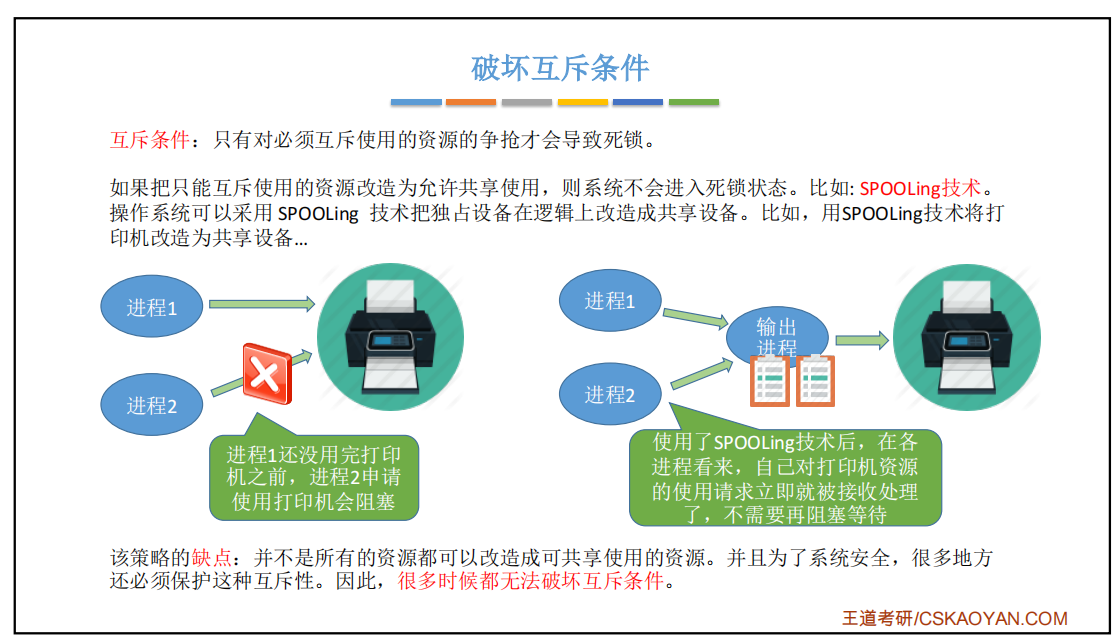 破坏互斥条件
互斥条件：只有对必须互斥使用的资源的争抢才会导致死锁。
如果把只能互斥使用的资源改造为允许共享使用，则系统不会进入死锁状态。比如: SPOOLing技术。
操作系统可以采用 SPOOLing 技术把独占设备在逻辑上改造成共享设备。比如，用SPOOLing技术将打
印机改造为共享设备...
进程1
进程2
进程1还没用完打印
机之前，进程2申请
使用打印机会阻塞
进程1
进程2
输出
进程
使用了SPOOLing技术后，在各
进程看来，自己对打印机资源
的使用请求立即就被接收处理
了，不需要再阻塞等待
该策略的缺点：并不是所有的资源都可以改造成可共享使用的资源。并且为了系统安全，很多地方
还必须保护这种互斥性。因此，很多时候都无法破坏互斥条件。
王道考研/CSKAOYAN.COM